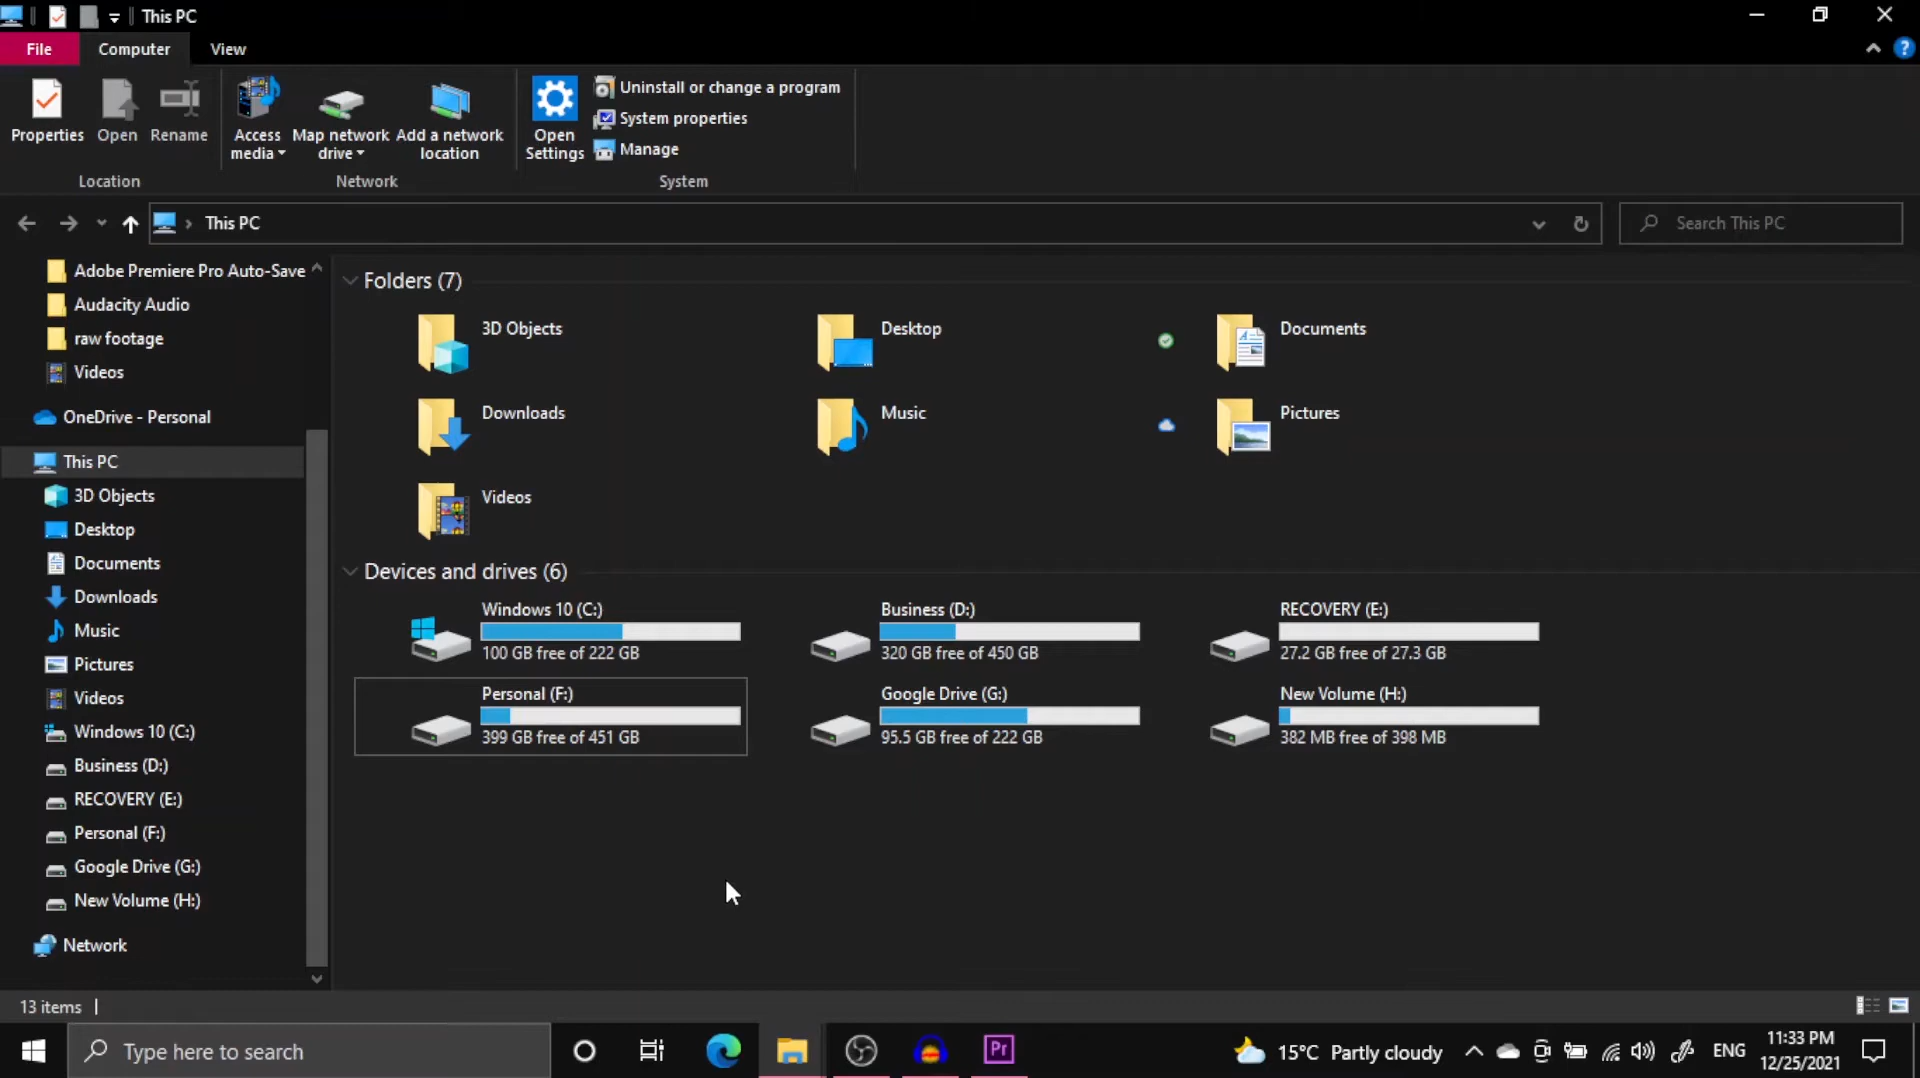 This PC
File
Computer
View
Properties
Open
Rename
Access media
Map network drive
Add a network location
Open Settings
Uninstall or change a program
System properties
Manage
Location
Network
System
This PC
Search This PC
Adobe Premiere Pro Auto-Save
Audacity Audio
raw footage
Videos
OneDrive - Personal
This PC
3D Objects
Desktop
Documents
Downloads
Music
Pictures
Videos
Windows 10 (C:)
Business (D:)
RECOVERY (E:)
Personal (F:)
Google Drive (G:)
New Volume (H:)
Network
Folders (7)
3D Objects
Desktop
Documents
Downloads
Music
Pictures
Videos
Devices and drives (6)
Windows 10 (C:)
100 GB free of 222 GB
Business (D:)
320 GB free of 450 GB
RECOVERY (E:)
27.2 GB free of 27.3 GB
Personal (F:)
399 GB free of 451 GB
Google Drive (G:)
95.5 GB free of 222 GB
New Volume (H:)
382 MB free of 398 MB
13 items
Type here to search
Pr
15°C Partly cloudy
ENG
11:33 PM
12/25/2021